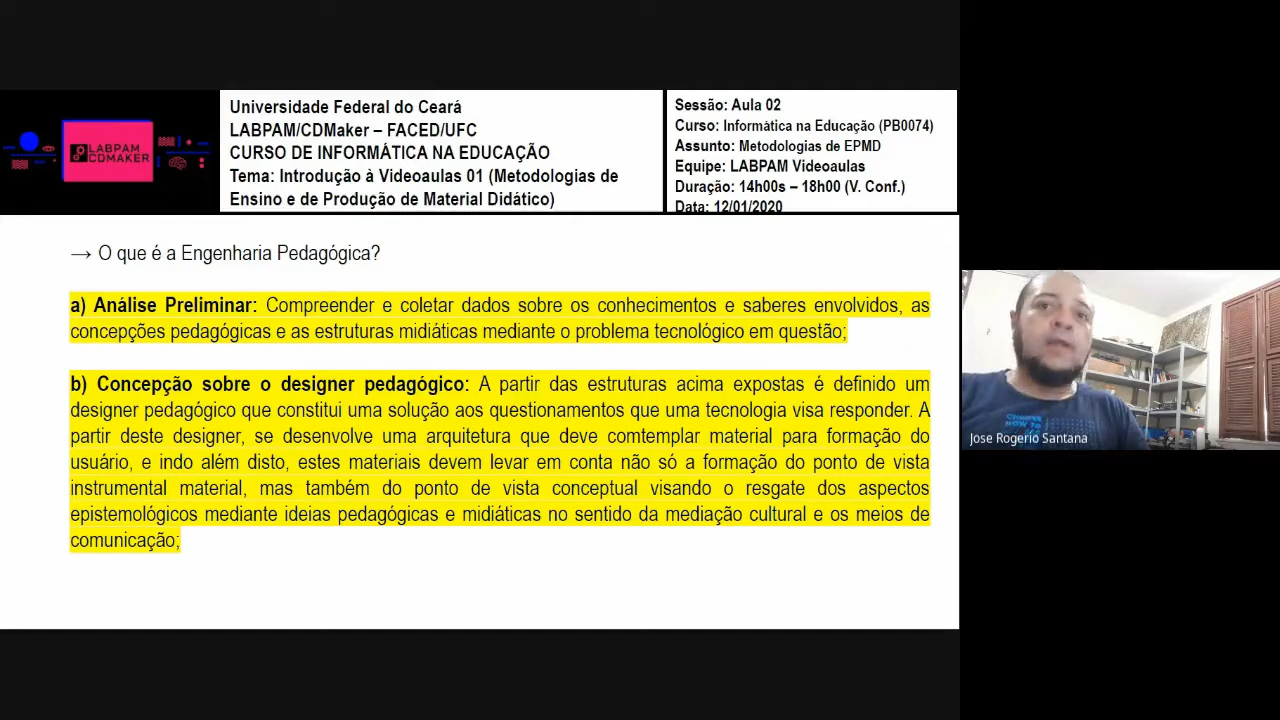 LABPAM
CDMAKER
Universidade Federal do Ceará
LABPAM/CDMaker – FACED/UFC
CURSO DE INFORMÁTICA NA EDUCAÇÃO
Tema: Introdução à Videoaulas 01 (Metodologias de
Ensino e de Produção de Material Didático)
Sessão: Aula 02
Curso: Informática na Educação (PB0074)
Assunto: Metodologias de EPMD
Equipe: LABPAM Videoaulas
Duração: 14h00s – 18h00 (V. Conf.)
Data: 12/01/2020
→ O que é a Engenharia Pedagógica?
a) Análise Preliminar: Compreender e coletar dados sobre os conhecimentos e saberes envolvidos, as
concepções pedagógicas e as estruturas midiáticas mediante o problema tecnológico em questão;
b) Concepção sobre o designer pedagógico: A partir das estruturas acima expostas é definido um
designer pedagógico que constitui uma solução aos questionamentos que uma tecnologia visa responder. A
partir deste designer, se desenvolve uma arquitetura que deve comtemplar material para formação do
usuário, e indo além disto, estes materiais devem levar em conta não só a formação do ponto de vista
instrumental material, mas também do ponto de vista conceptual visando o resgate dos aspectos
epistemológicos mediante ideias pedagógicas e midiáticas no sentido da mediação cultural e os meios de
comunicação;
CHOOSE
HOW TO
Jose Rogerio Santana